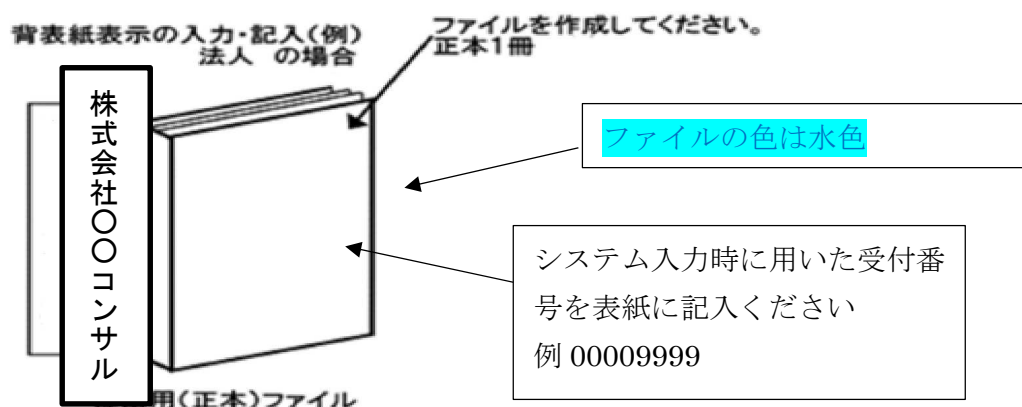 背表紙表示の入力・記入(例)
法人 の場合
ファイルを作成してください。
正本1冊
株式会社〇〇コンサル
ファイルの色は水色
システム入力時に用いた受付番
号を表紙に記入ください
例 00009999
用(正本)ファイル